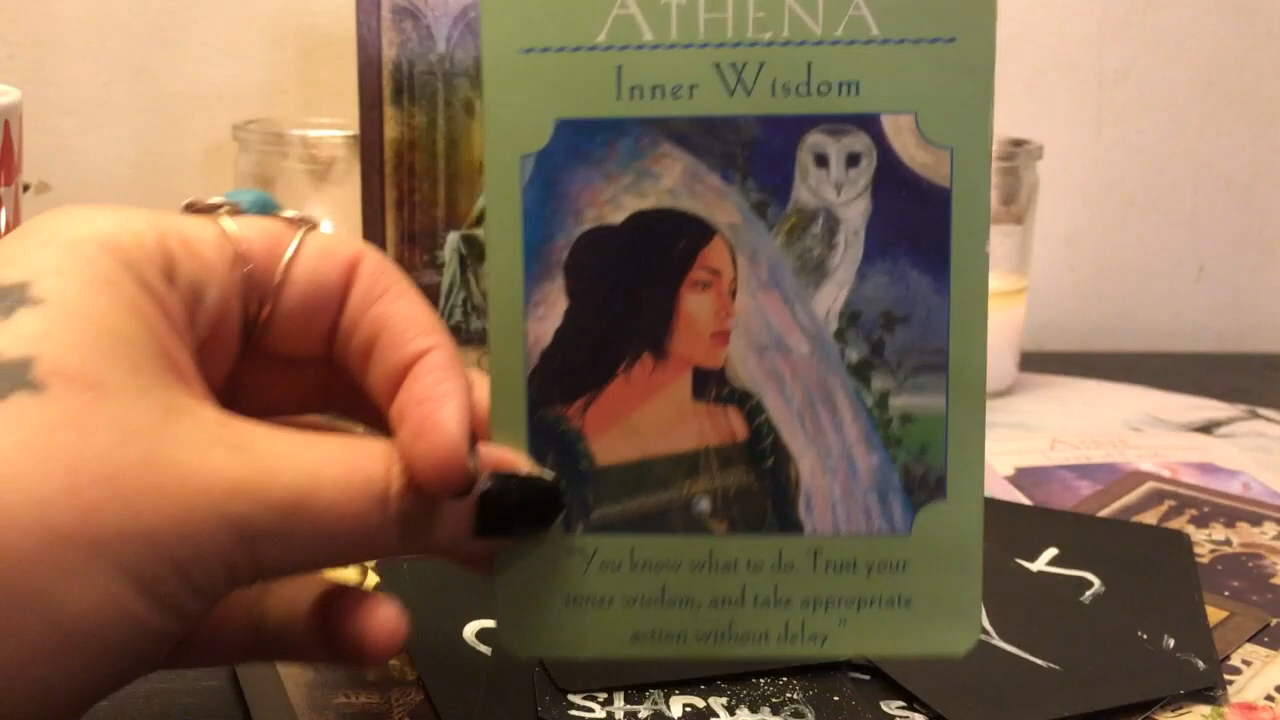 ATHENA
Inner Wisdom
"You know what to do. Trust your
inner wisdom, and take appropriate
action without delay"